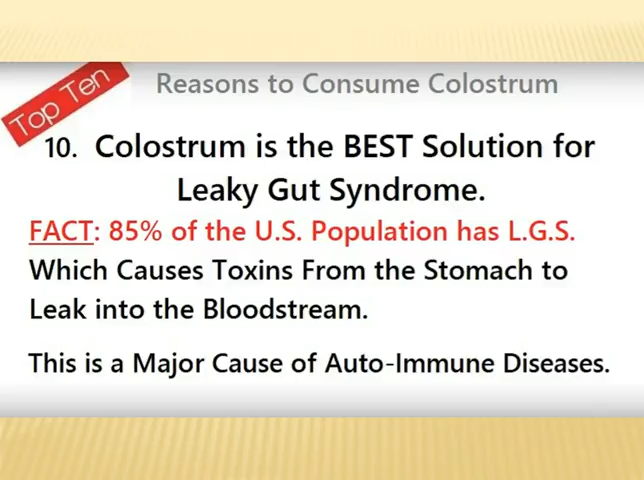 Top Ten
Reasons to Consume Colostrum
10. Colostrum is the BEST Solution for
Leaky Gut Syndrome.
FACT: 85% of the U.S. Population has L.G.S.
Which Causes Toxins From the Stomach to
Leak into the Bloodstream.
This is a Major Cause of Auto-Immune Diseases.